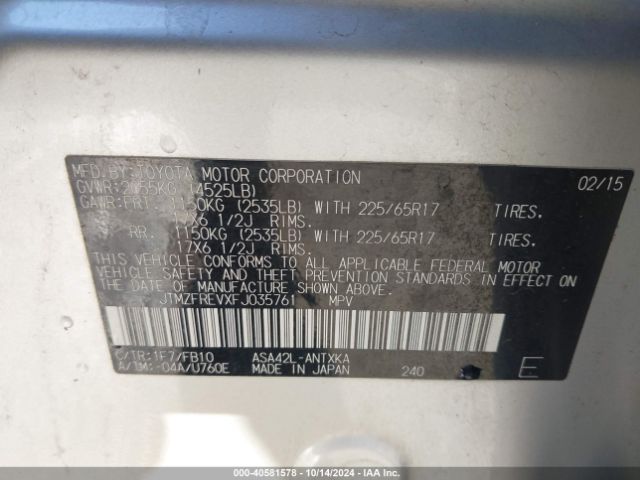 MFD. BY: TOYOTA MOTOR CORPORATION 02/15
GVWR: 2055KG (4525LB)
GAWR: FRT. 1150KG (2535LB) WITH 225/65R17 TIRES.
17X6 1/2J RIMS.
RR. 1150KG (2535LB) WITH 225/65R17 TIRES.
17X6 1/2J RIMS.
THIS VEHICLE CONFORMS TO ALL APPLICABLE FEDERAL MOTOR
VEHICLE SAFETY AND THEFT PREVENTION STANDARDS IN EFFECT ON
THE DATE OF MANUFACTURE SHOWN ABOVE.
JTMZFREVXFJ035761 MPV
C/TR: 1F7/FB10 ASA42L-ANTXKA
A/TM: -04A/U760E MADE IN JAPAN 240 E
000-40581578 | 10/14/2024 | IAA Inc.